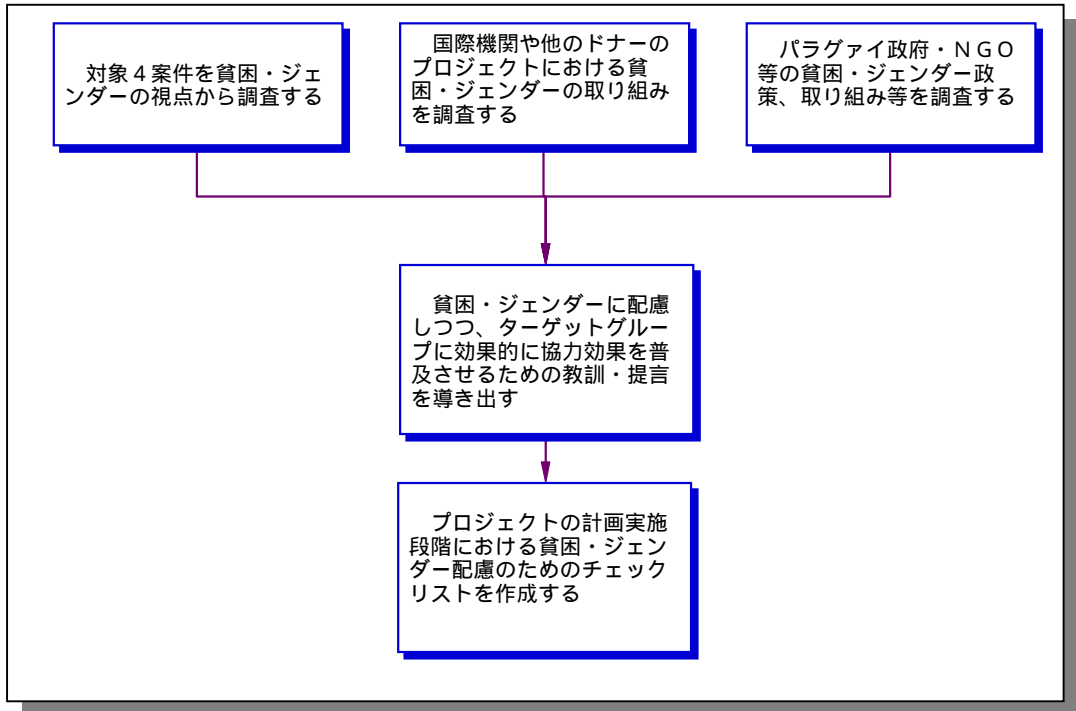 対象４案件を貧困・ジェ
ンダーの視点から調査する
国際機関や他のドナーの
プロジェクトにおける貧
困・ジェンダーの取り組み
を調査する
パラグァイ政府・ＮＧＯ
等の貧困・ジェンダー政
策、取り組み等を調査する
貧困・ジェンダーに配慮
しつつ、ターゲットグルー
プに効果的に協力効果を普
及させるための教訓・提言
を導き出す
プロジェクトの計画実施
段階における貧困・ジェン
ダー配慮のためのチェック
リストを作成する